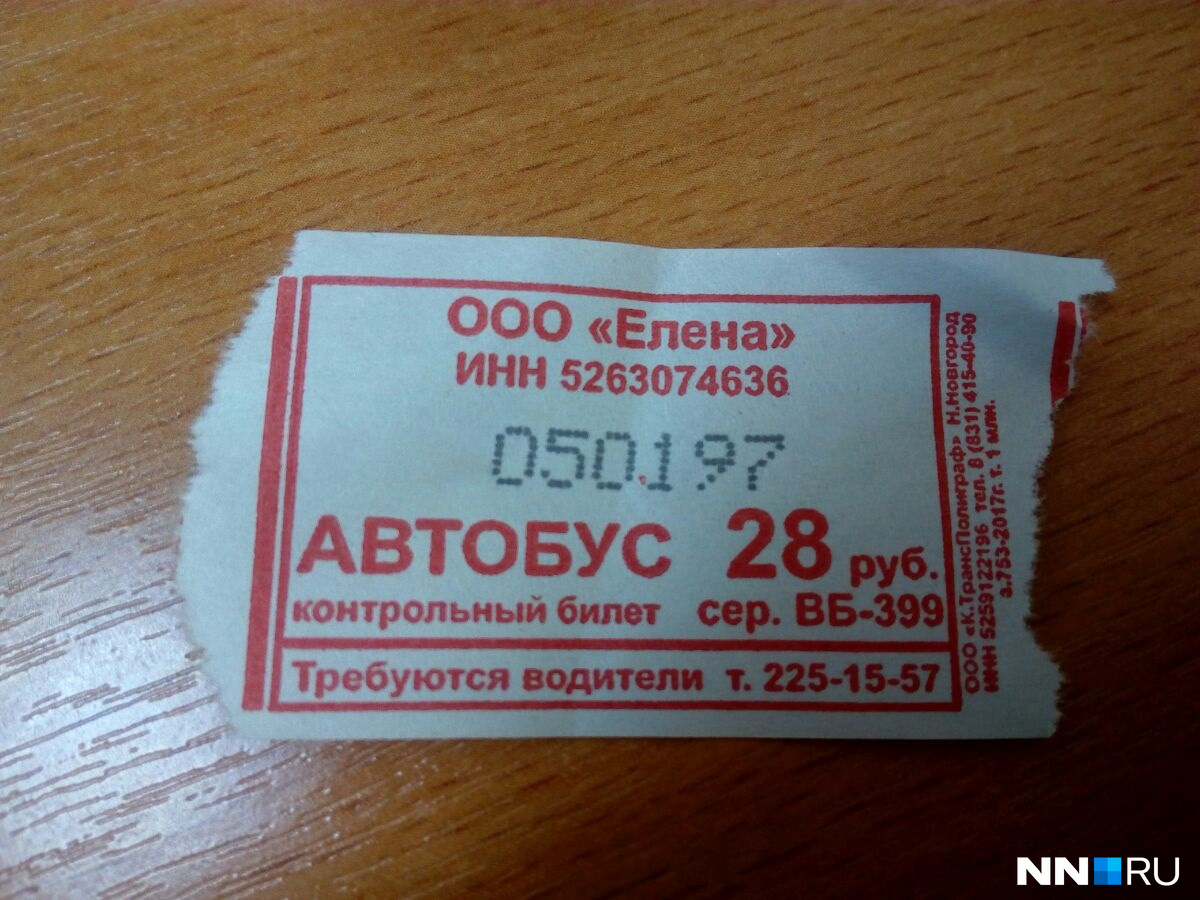 ООО «Елена»
ИНН 5263074636
050197
АВТОБУС 28 руб.
контрольный билет сер. ВБ-399
Требуются водители т. 225-15-57
ООО «К.ТрансПолиграф» Н.Новгород
ИНН 5259122196 тел. 8 (831) 415-40-90
з.753-2017г. т. 1 млн.
NN RU